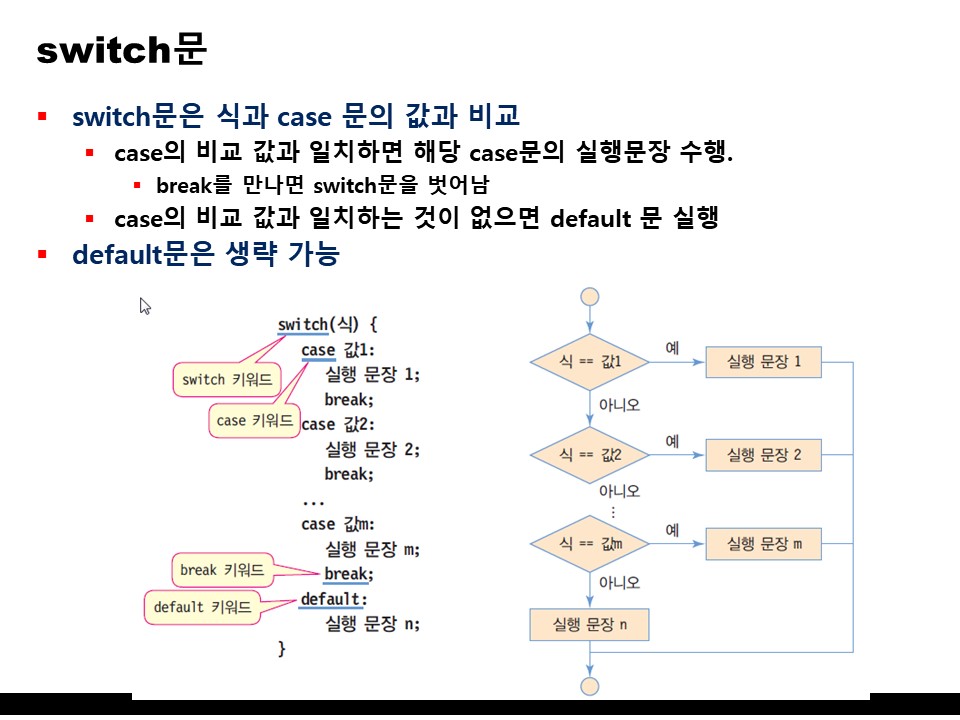 switch문
switch문은 식과 case 문의 값과 비교
case의 비교 값과 일치하면 해당 case문의 실행문장 수행.
break를 만나면 switch문을 벗어남
case의 비교 값과 일치하는 것이 없으면 default 문 실행
default문은 생략 가능
switch(식) {
case 값1:
실행 문장 1;
break;
case 값2:
실행 문장 2;
break;
...
case 값m:
실행 문장 m;
break;
default:
실행 문장 n;
}
switch 키워드
case 키워드
break 키워드
default 키워드
식 == 값1
예
실행 문장 1
아니오
식 == 값2
예
실행 문장 2
아니오
⋮
식 == 값m
예
실행 문장 m
아니오
실행 문장 n